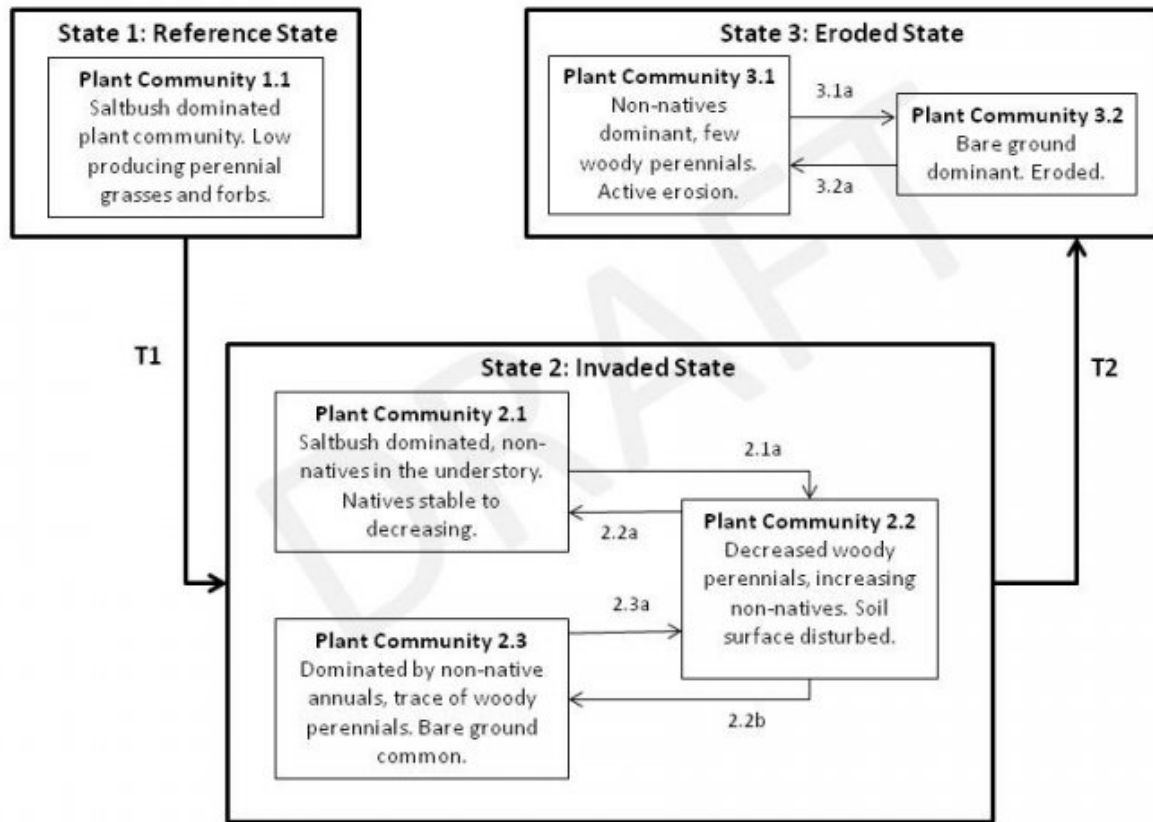 State 1: Reference State
Plant Community 1.1
Saltbush dominated
plant community. Low
producing perennial
grasses and forbs.
State 3: Eroded State
Plant Community 3.1
Non-natives
dominant, few
woody perennials.
Active erosion.
3.1a
3.2a
Plant Community 3.2
Bare ground
dominant. Eroded.
T1
T2
State 2: Invaded State
Plant Community 2.1
Saltbush dominated, non-
natives in the understory.
Natives stable to
decreasing.
2.1a
2.2a
Plant Community 2.2
Decreased woody
perennials, increasing
non-natives. Soil
surface disturbed.
2.3a
Plant Community 2.3
Dominated by non-native
annuals, trace of woody
perennials. Bare ground
common.
2.2b
DRAFT